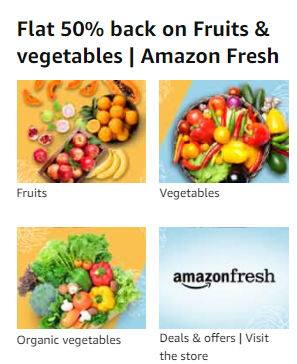 Flat 50% back on Fruits &
vegetables | Amazon Fresh
Fruits
Vegetables
amazonfresh
Organic vegetables
Deals & offers | Visit
the store